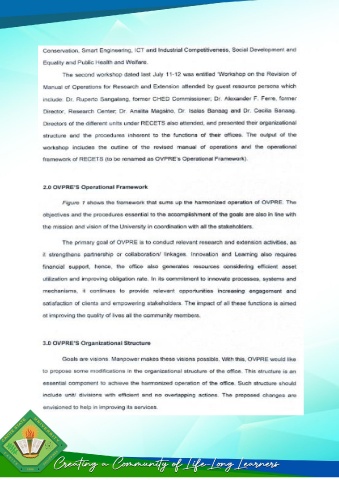 Conservation, Smart Engineering, ICT and Industrial Competitiveness, Social Development and
Equality and Public Health and Welfare.
The second workshop dated last July 11-12 was entitled "Workshop on the Revision of
Manual of Operations for Research and Extension attended by guest resource persons which
include: Dr. Ruperto Sangalang, former CHED Commissioner; Dr. Alexander F. Ferre, former
Director, Research Center; Dr. Analita Magsino, Dr. Isaias Banaag and Dr. Cecilia Banaag.
Directors of the different units under RECETS also attended, and presented their organizational
structure and the procedures inherent to the functions of their offices. The output of the
workshop includes the outline of the revised manual of operations and the operational
framework of RECETS (to be renamed as OVPRE's Operational Framework).
2.0 OVPRE'S Operational Framework
Figure 1 shows the framework that sums up the harmonized operation of OVPRE. The
objectives and the procedures essential to the accomplishment of the goals are also in line with
the mission and vision of the University in coordination with all the stakeholders.
The primary goal of OVPRE is to conduct relevant research and extension activities, as
it strengthens partnership or collaboration/ linkages. Innovation and Learning also requires
financial support, hence, the office also generates resources considering efficient asset
utilization and improving obligation rate. In its commitment to innovate processes, systems and
mechanisms, it continues to provide relevant opportunities increasing engagement and
satisfaction of clients and empowering stakeholders. The impact of all these functions is aimed
at improving the quality of lives all the community members.
3.0 OVPRE'S Organizational Structure
Goals are visions. Manpower makes these visions possible. With this, OVPRE would like
to propose some modifications in the organizational structure of the office. This structure is an
essential component to achieve the harmonized operation of the office. Such structure should
include unit/ divisions with efficient and no overlapping actions. The proposed changes are
envisioned to help in improving its services.
Creating a Community of Life-Long Learners